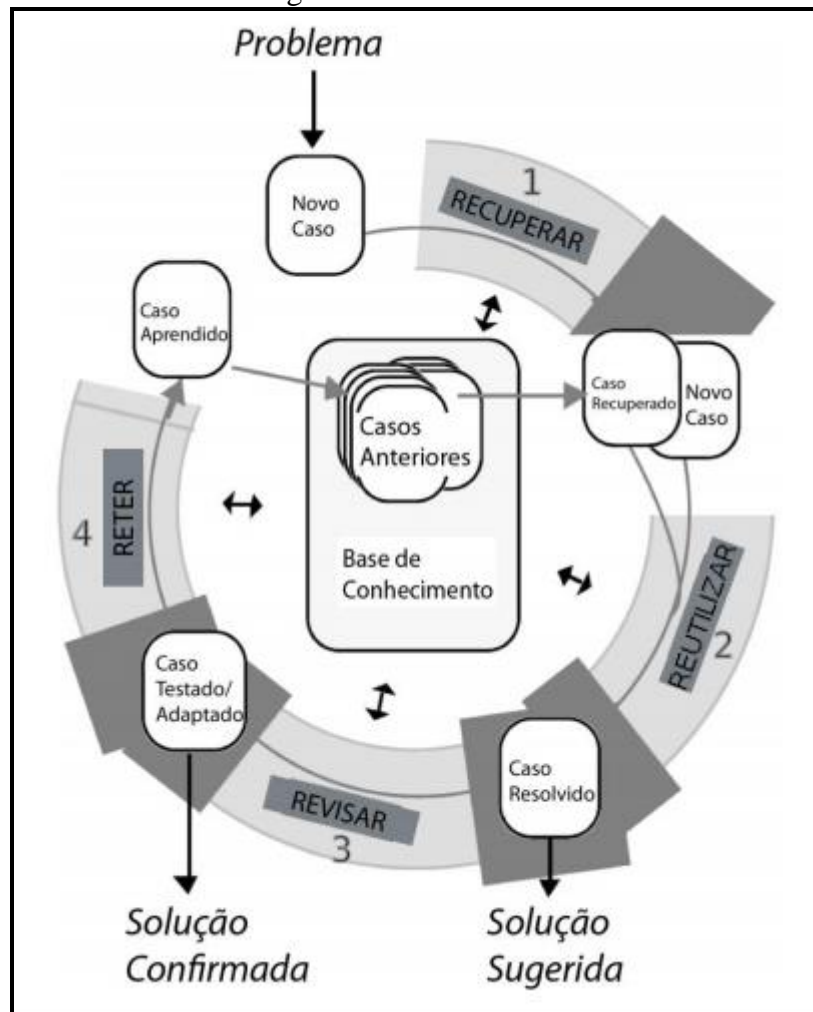 Problema
Novo
Caso
1
RECUPERAR
Caso
Aprendido
Casos
Anteriores
Caso
Recuperado
Novo
Caso
Base de
Conhecimento
4
RETER
REUTILIZAR
2
Caso
Testado/
Adaptado
REVISAR
3
Caso
Resolvido
Solução
Confirmada
Solução
Sugerida